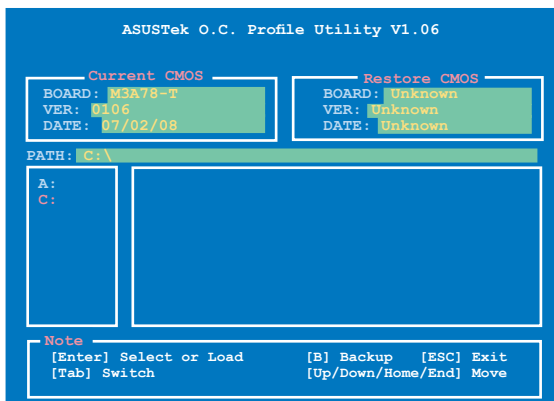 ASUSTek O.C. Profile Utility V1.06
Current CMOS
BOARD: M3A78-T
VER: 0106
DATE: 07/02/08
Restore CMOS
BOARD: Unknown
VER: Unknown
DATE: Unknown
PATH: C:\
A:
C:
Note
[Enter] Select or Load [B] Backup [ESC] Exit
[Tab] Switch [Up/Down/Home/End] Move